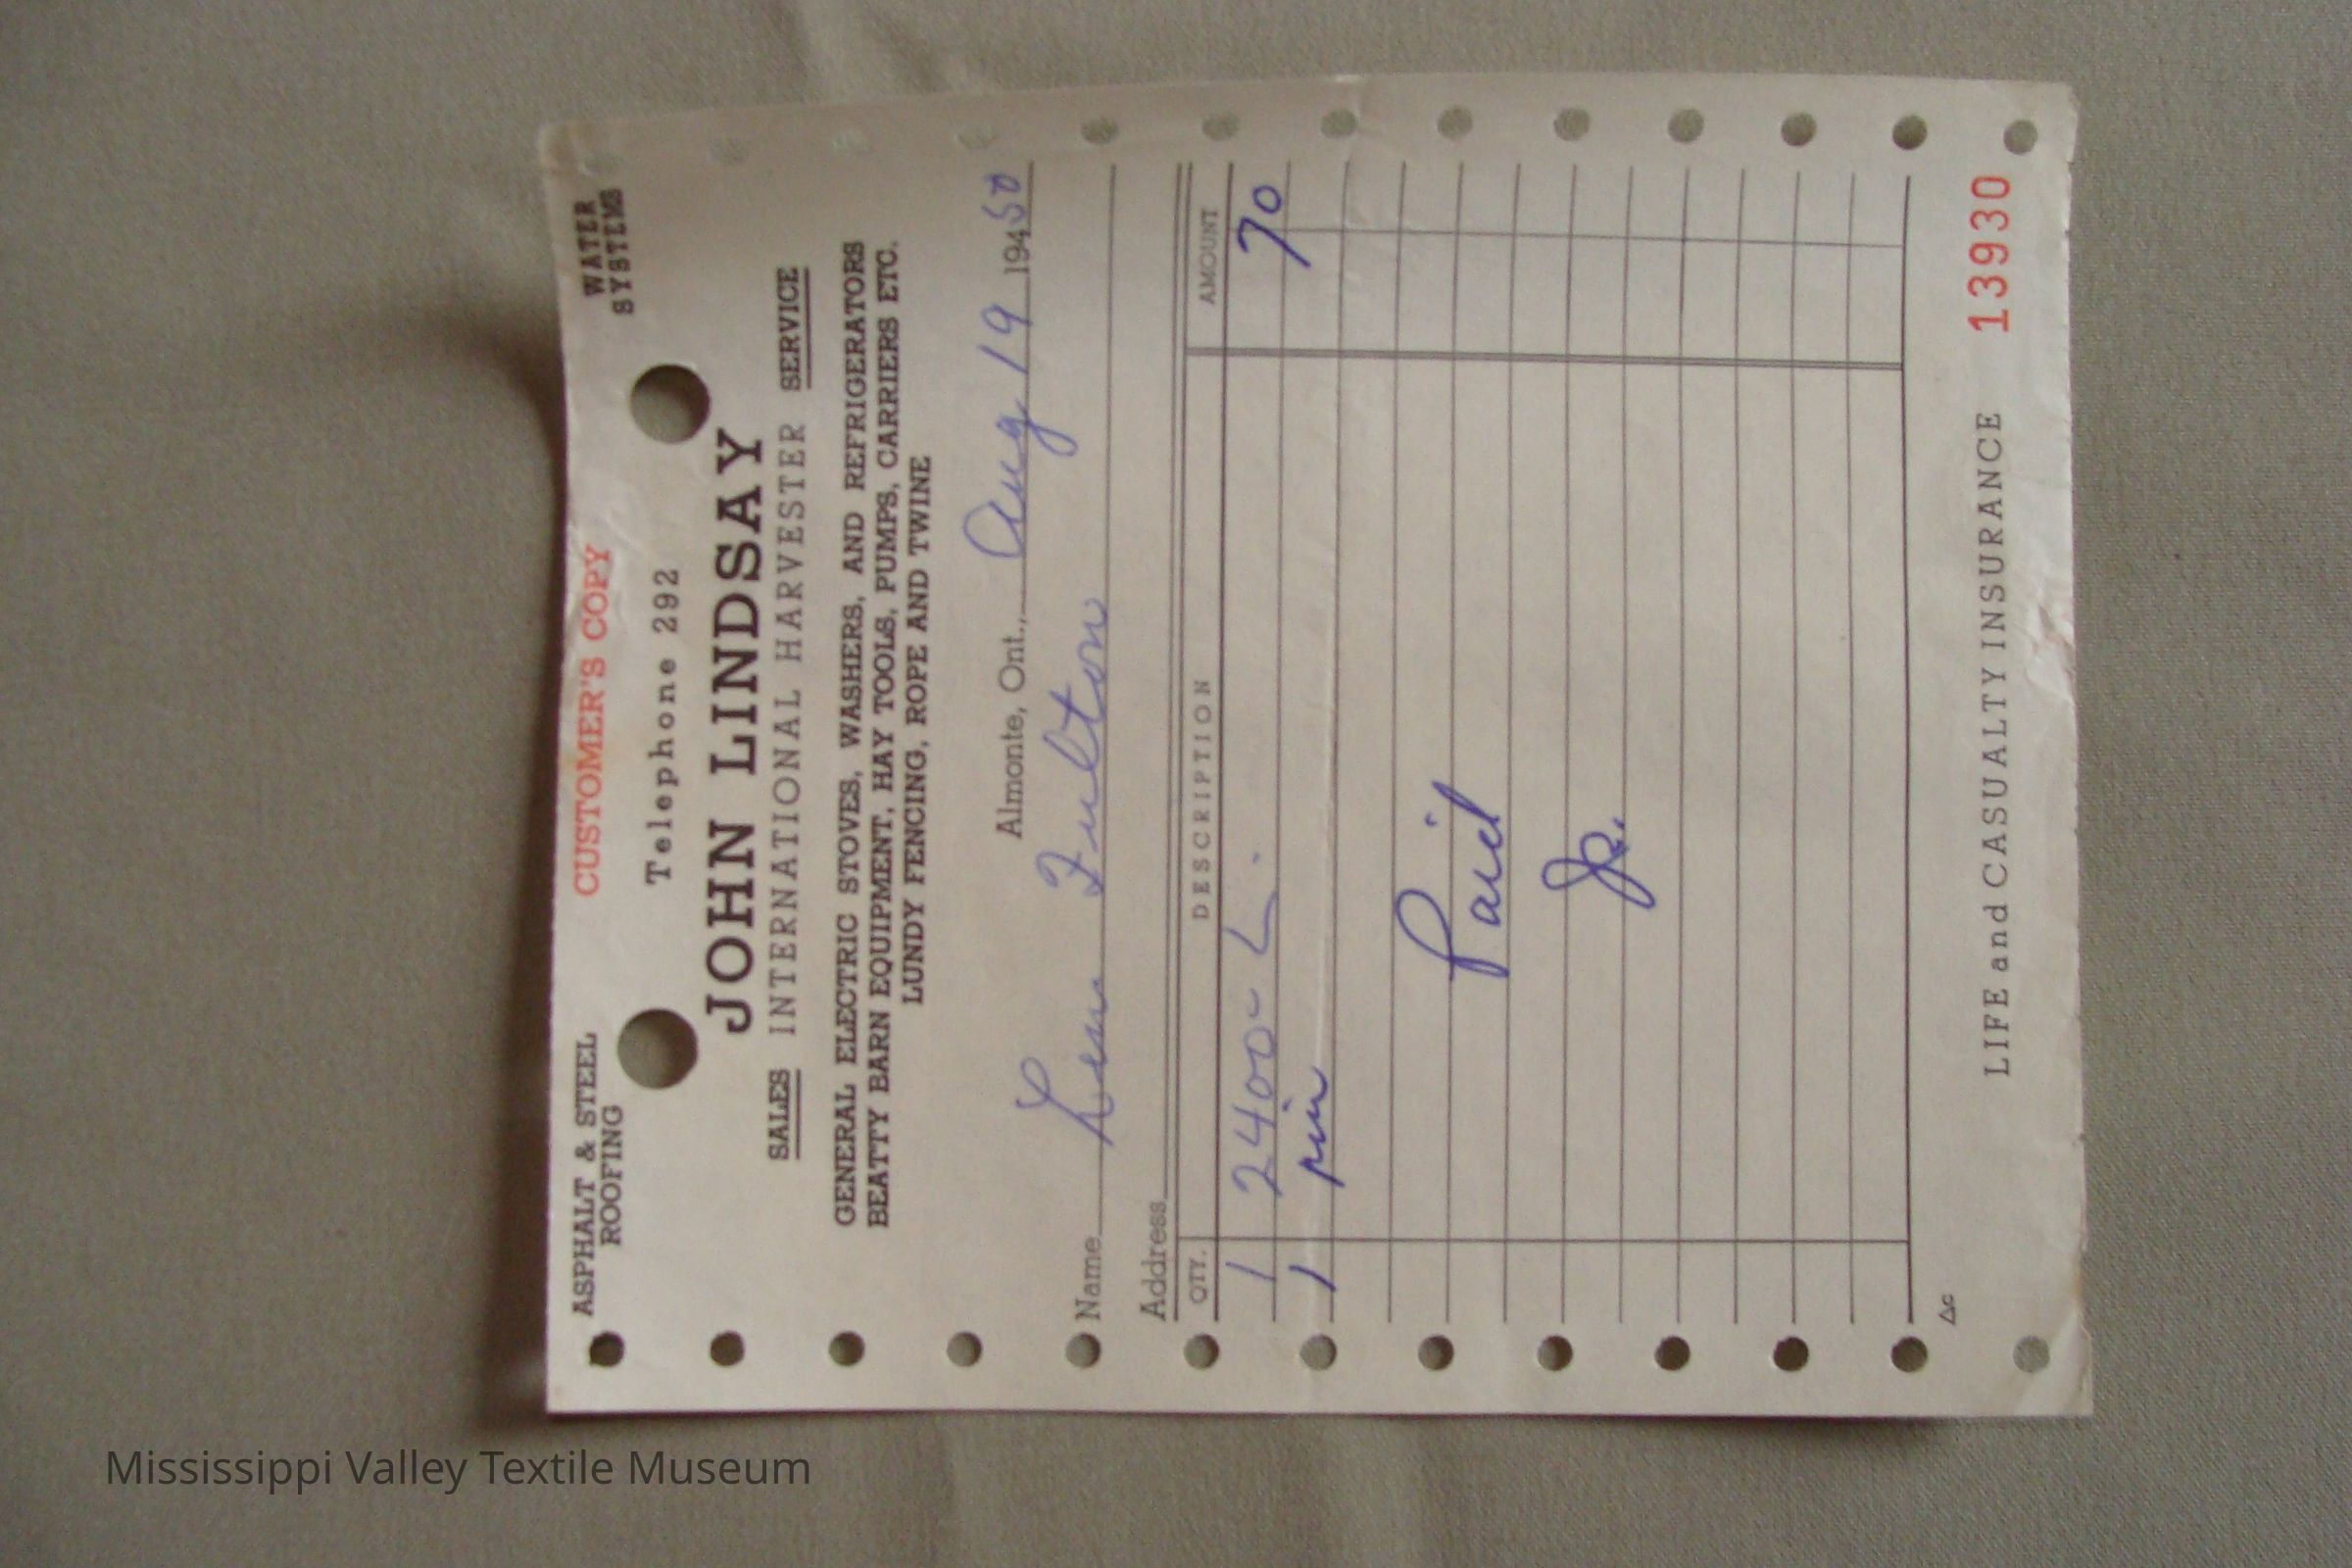 CUSTOMER'S COPY
ASPHALT & STEEL
ROOFING
WATER
SYSTEMS
Telephone 292
JOHN LINDSAY
SALES INTERNATIONAL HARVESTER SERVICE
GENERAL ELECTRIC STOVES, WASHERS, AND REFRIGERATORS
BEATTY BARN EQUIPMENT, HAY TOOLS, PUMPS, CARRIERS ETC.
LUNDY FENCING, ROPE AND TWINE
Almonte, Ont., Aug 19 194 50
Name Fulton
Address
QTY. DESCRIPTION AMOUNT
1 2400 L. 70
1 pin
Paid
LIFE and CASUALTY INSURANCE 13930
Mississippi Valley Textile Museum